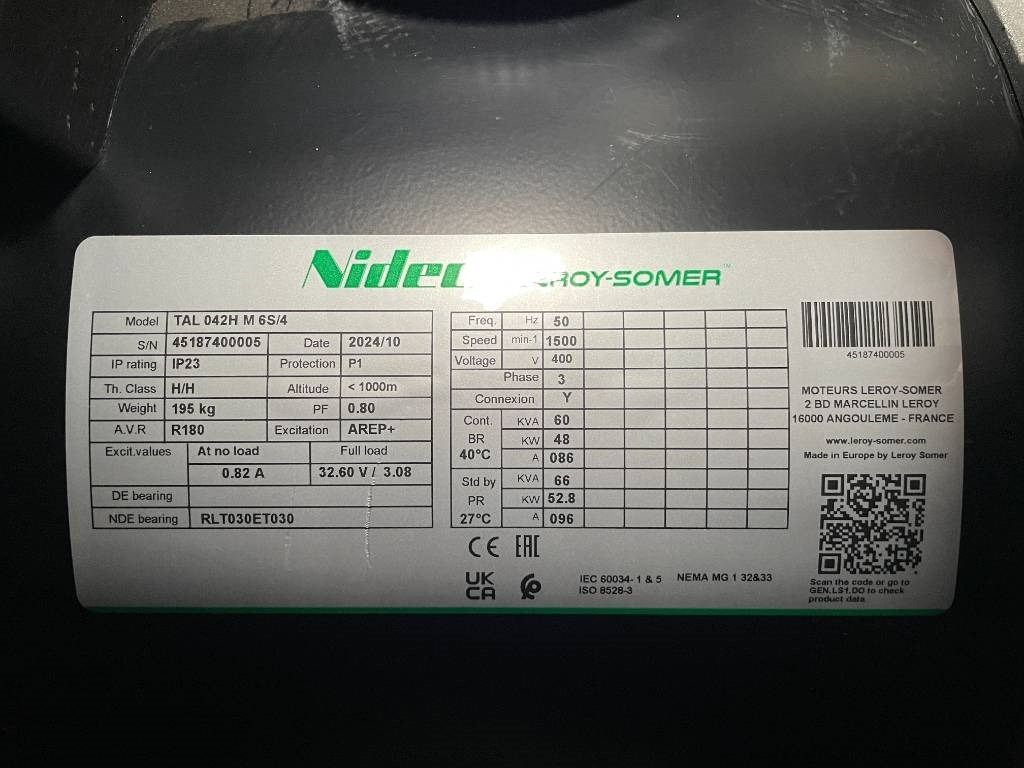 Nidec LEROY-SOMER™
Model TAL 042H M 6S/4
S/N 45187400005 Date 2024/10
IP rating IP23 Protection P1
Th. Class H/H Altitude < 1000m
Weight 195 kg PF 0.80
A.V.R R180 Excitation AREP+
Excit.values At no load Full load
0.82 A 32.60 V / 3.08
DE bearing
NDE bearing RLT030ET030
Freq. Hz 50
Speed min-1 1500
Voltage V 400
Phase 3
Connexion Y
Cont. KVA 60
BR KW 48
40°C A 086
Std by KVA 66
PR KW 52.8
27°C A 096
CE EAC
UK
CA
IEC 60034- 1 & 5 NEMA MG 1 32&33
ISO 8528-3
45187400005
MOTEURS LEROY-SOMER
2 BD MARCELLIN LEROY
16000 ANGOULEME - FRANCE
www.leroy-somer.com
Made in Europe by Leroy Somer
Scan the code or go to
GEN.LS1.DO to check
product data